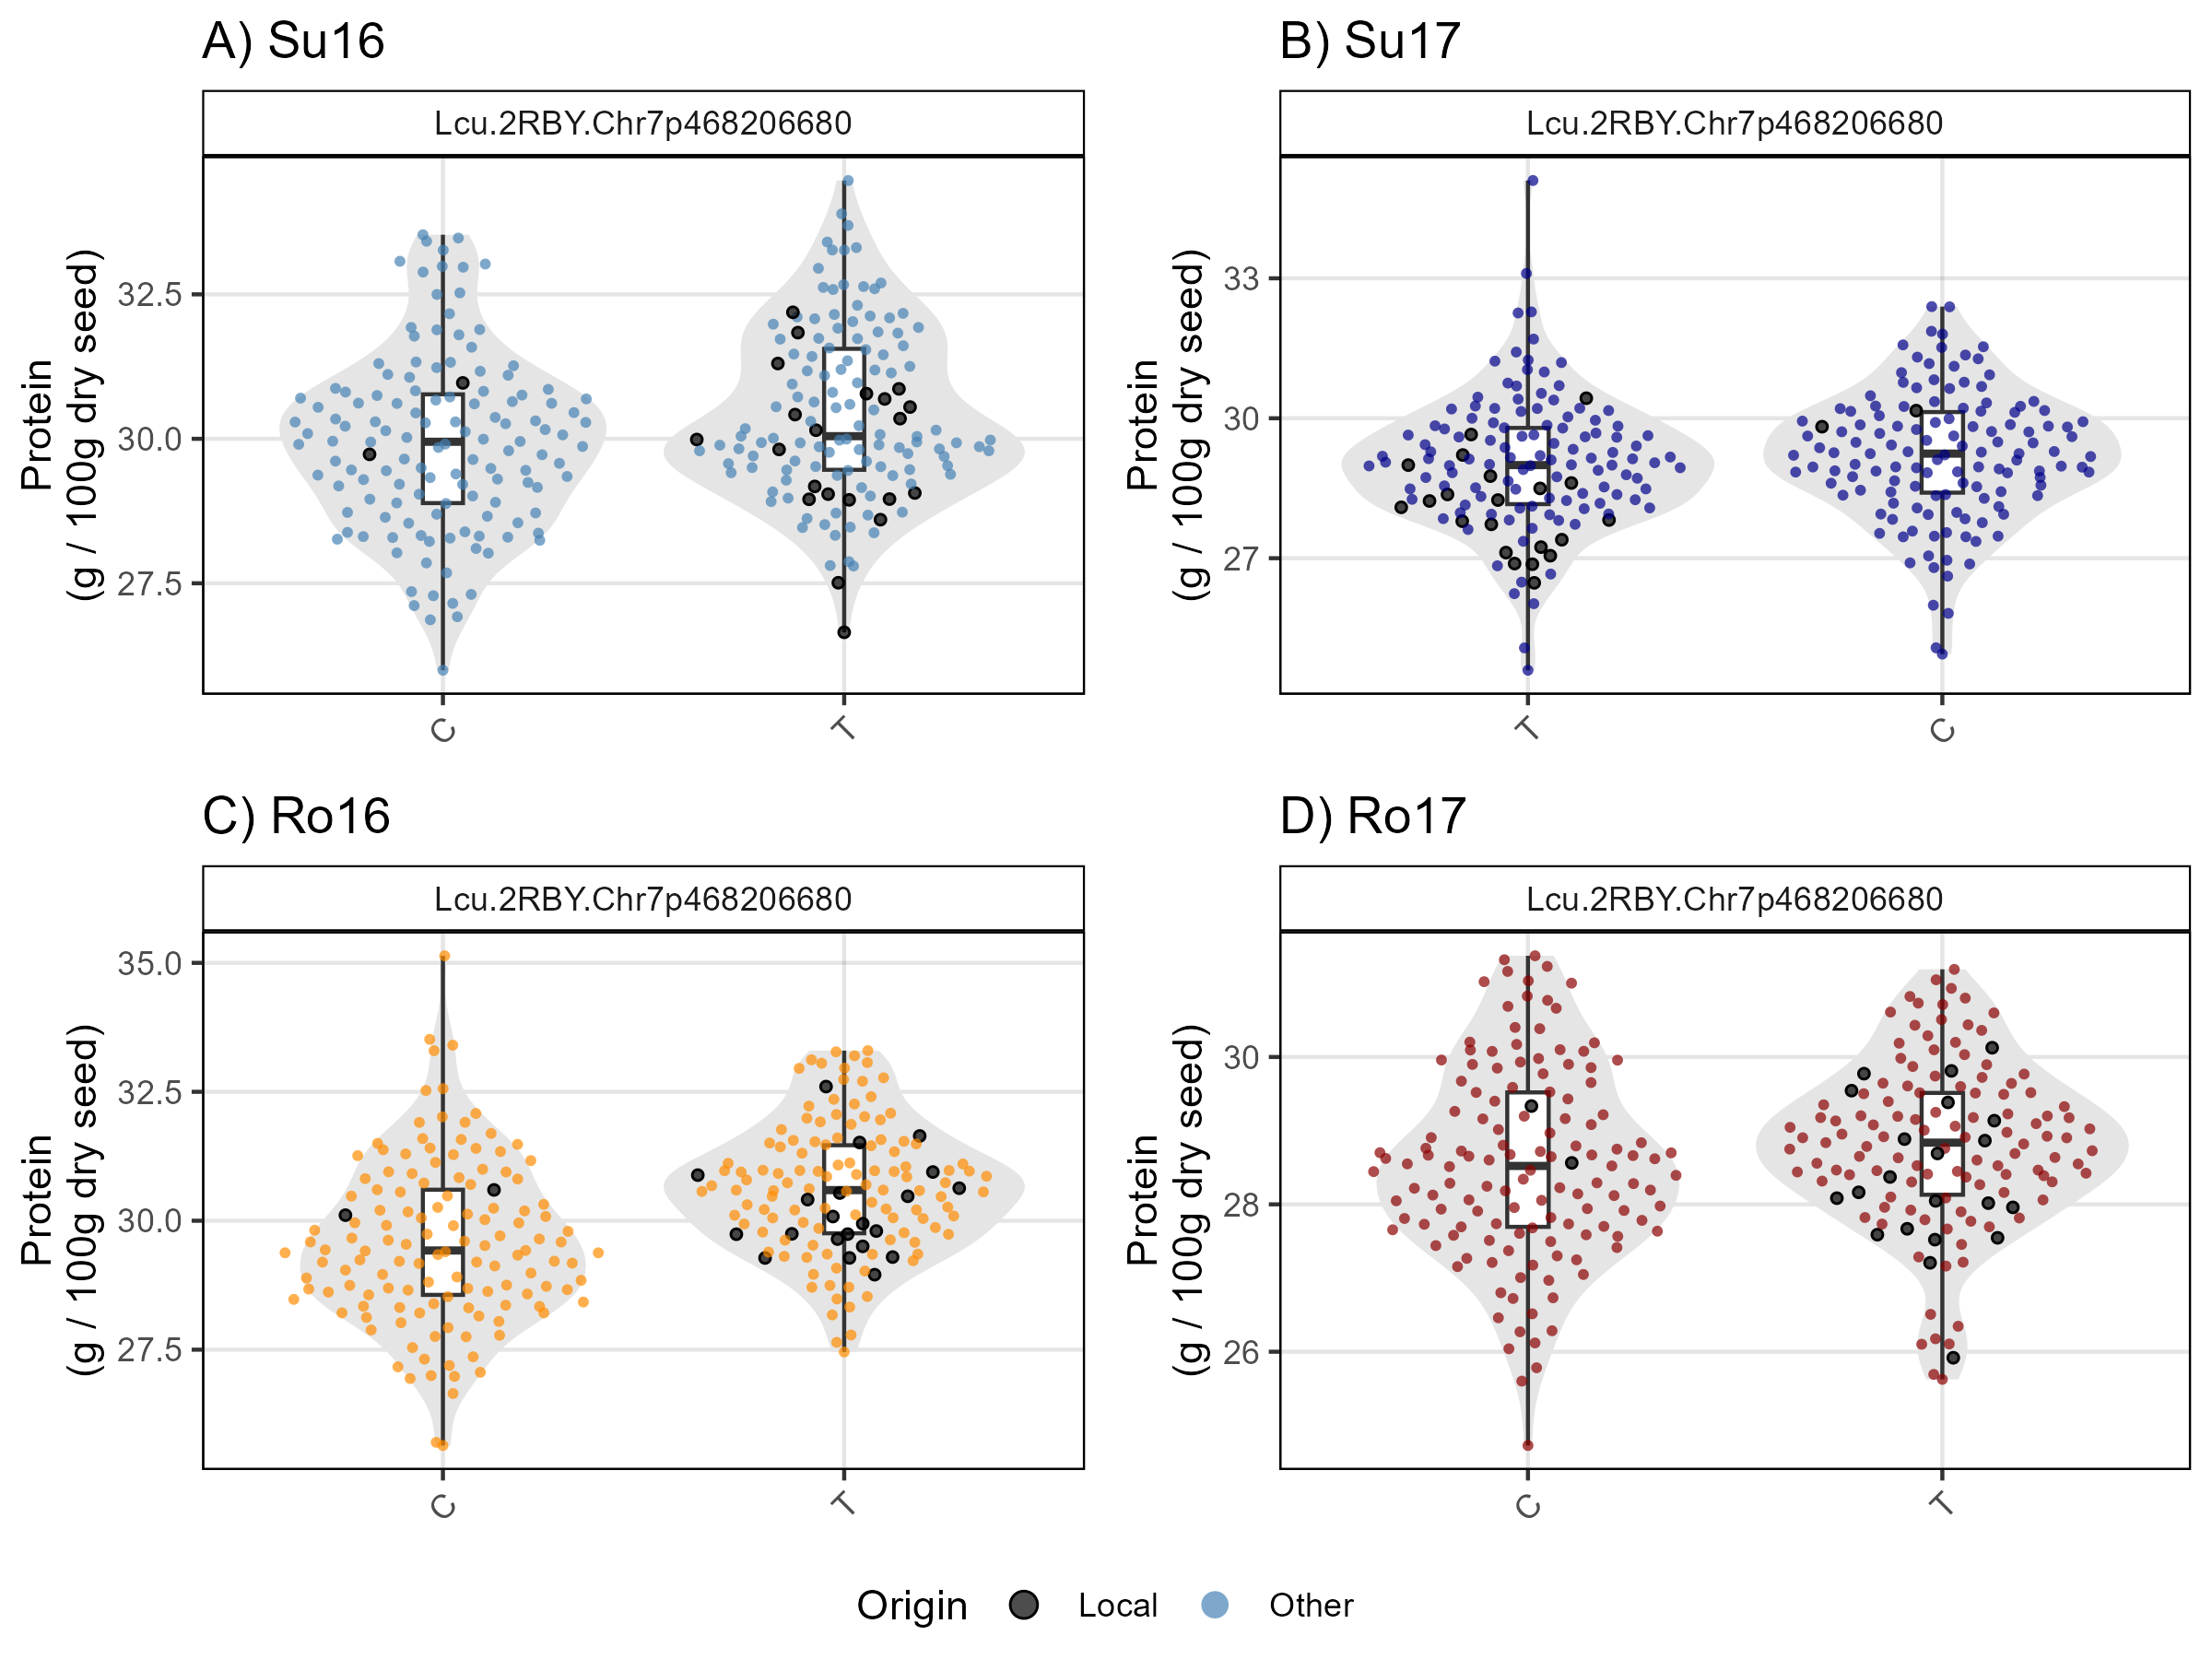 A) Su16
Lcu.2RBY.Chr7p468206680
Protein
(g / 100g dry seed)
32.5
30.0
27.5
C
T
B) Su17
Lcu.2RBY.Chr7p468206680
Protein
(g / 100g dry seed)
33
30
27
T
C
C) Ro16
Lcu.2RBY.Chr7p468206680
Protein
(g / 100g dry seed)
35.0
32.5
30.0
27.5
C
T
D) Ro17
Lcu.2RBY.Chr7p468206680
Protein
(g / 100g dry seed)
30
28
26
C
T
Origin Local Other